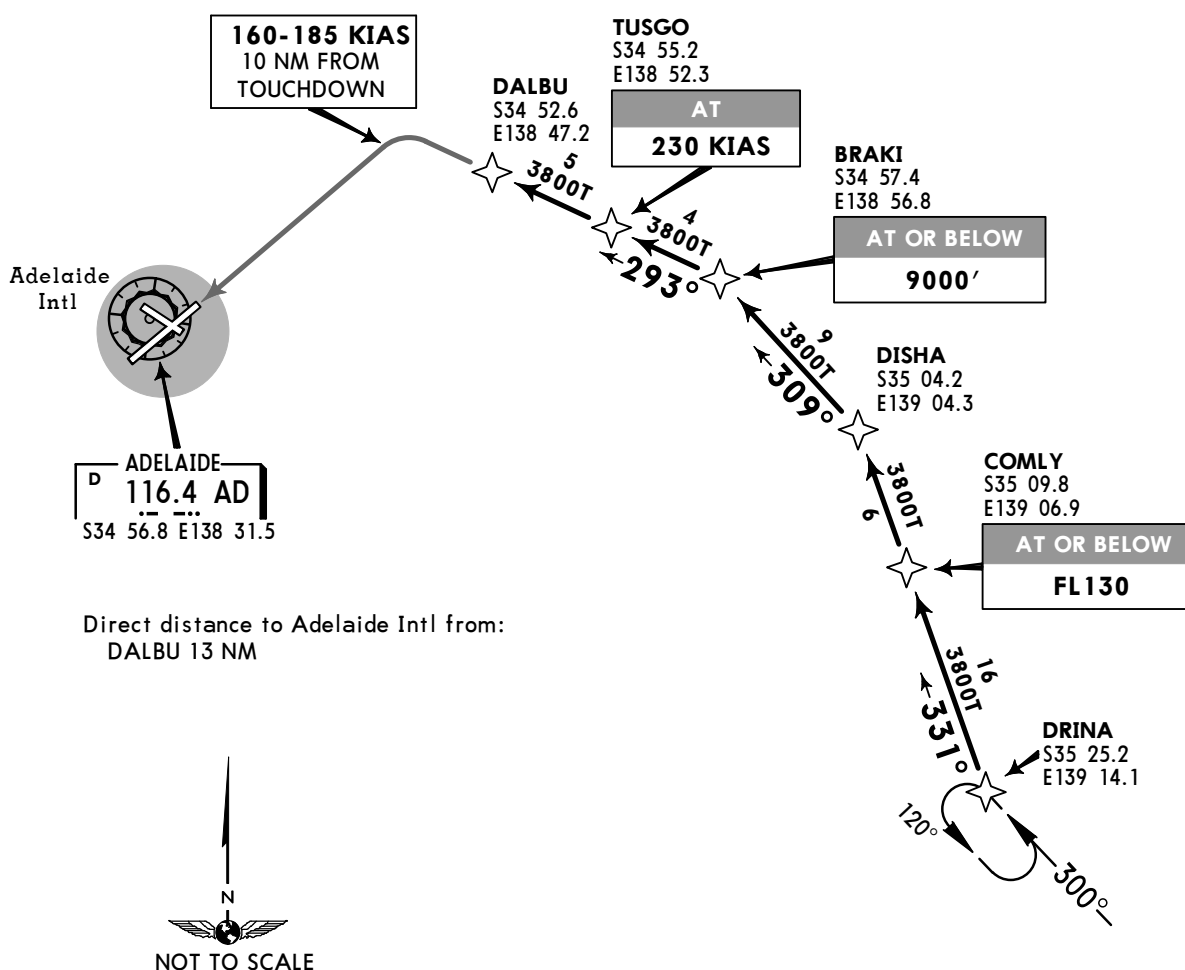 160-185 KIAS
10 NM FROM
TOUCHDOWN
TUSGO
S34 55.2
E138 52.3
AT
230 KIAS
DALBU
S34 52.6
E138 47.2
BRAKI
S34 57.4
E138 56.8
AT OR BELOW
9000′
5
3800T
4
3800T
293°
9
3800T
309°
DISHA
S35 04.2
E139 04.3
Adelaide
Intl
ADELAIDE
D 116.4 AD
S34 56.8 E138 31.5
3800T
6
COMLY
S35 09.8
E139 06.9
AT OR BELOW
FL130
Direct distance to Adelaide Intl from:
DALBU 13 NM
16
3800T
331°
DRINA
S35 25.2
E139 14.1
120°
300°
N
NOT TO SCALE